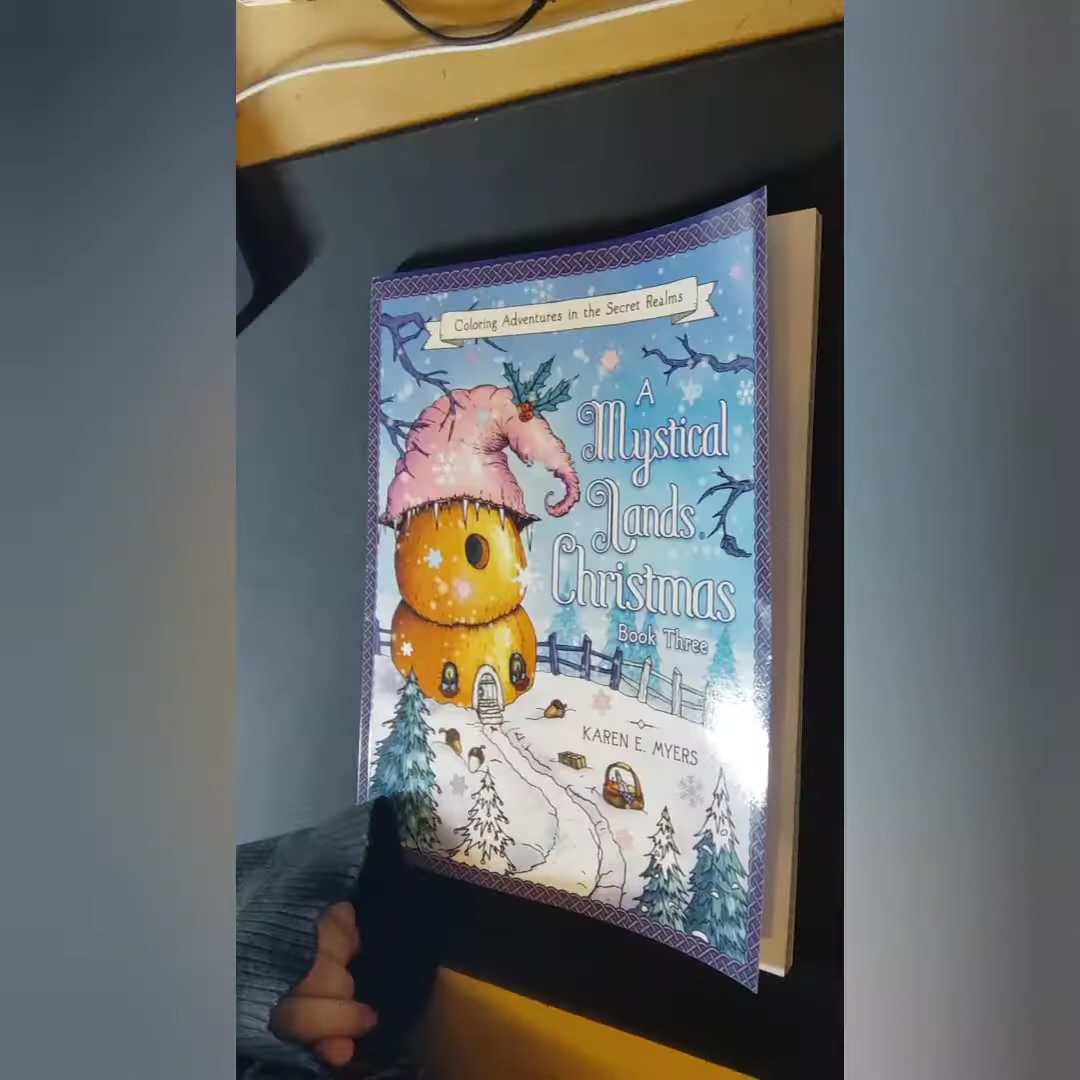 Coloring Adventures in the Secret Realms
A
Mystical
Lands
Christmas
Book Three
KAREN E. MYERS